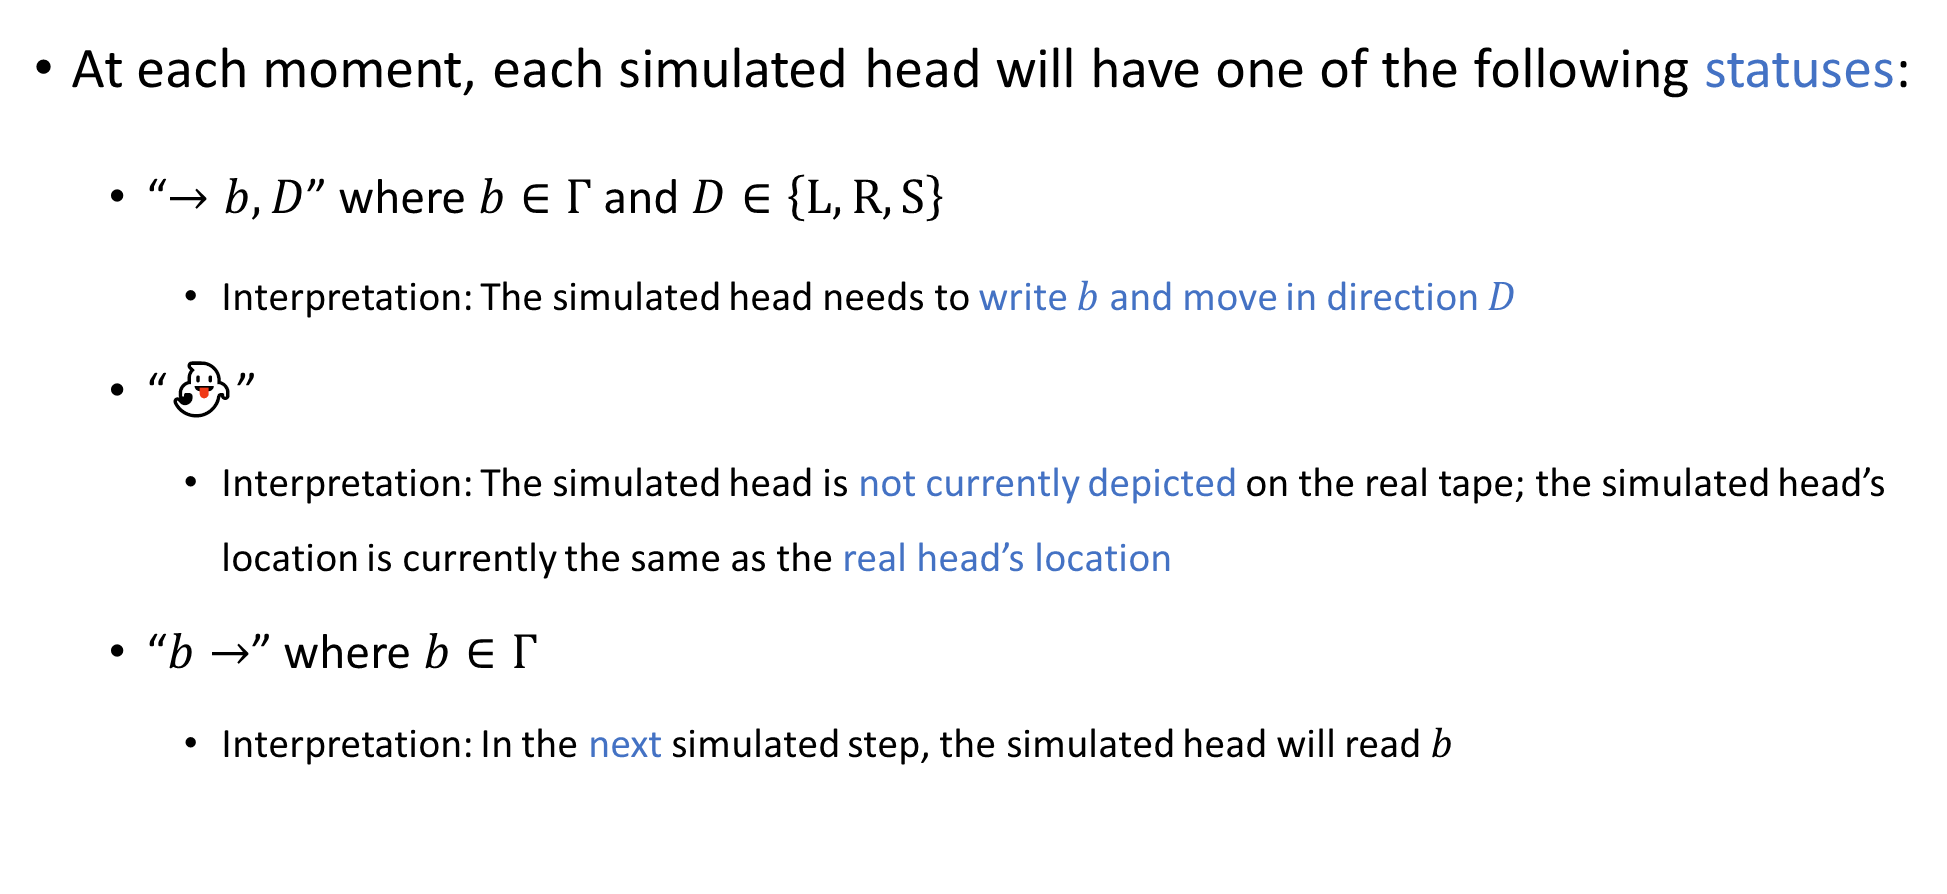 • At each moment, each simulated head will have one of the following statuses:
• “→ 𝑏, 𝐷” where 𝑏 ∈ Γ and 𝐷 ∈ {L, R, S}
• Interpretation: The simulated head needs to write 𝑏 and move in direction 𝐷
• “👻”
• Interpretation: The simulated head is not currently depicted on the real tape; the simulated head’s
location is currently the same as the real head’s location
• “𝑏 →” where 𝑏 ∈ Γ
• Interpretation: In the next simulated step, the simulated head will read 𝑏